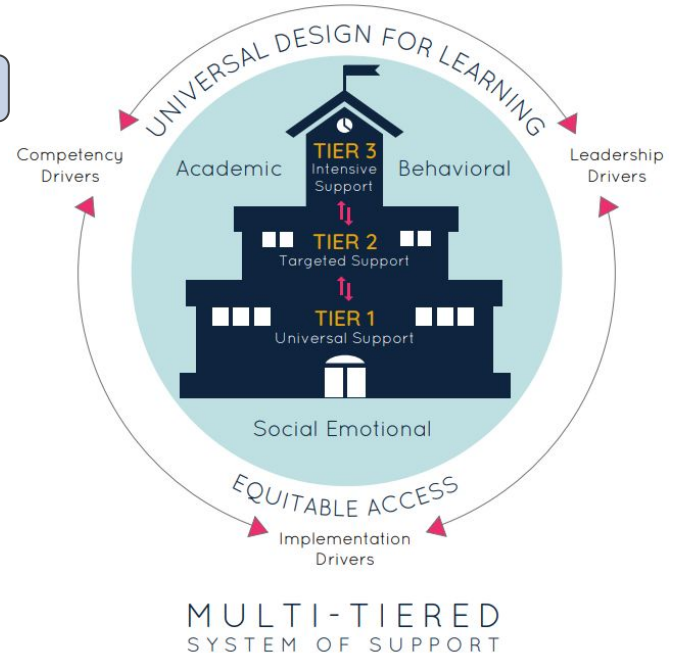 UNIVERSAL DESIGN FOR LEARNING
Competency
Drivers
Leadership
Drivers
Academic
Behavioral
TIER 3
Intensive
Support
TIER 2
Targeted Support
TIER 1
Universal Support
Social Emotional
EQUITABLE ACCESS
Implementation
Drivers
MULTI-TIERED
SYSTEM OF SUPPORT